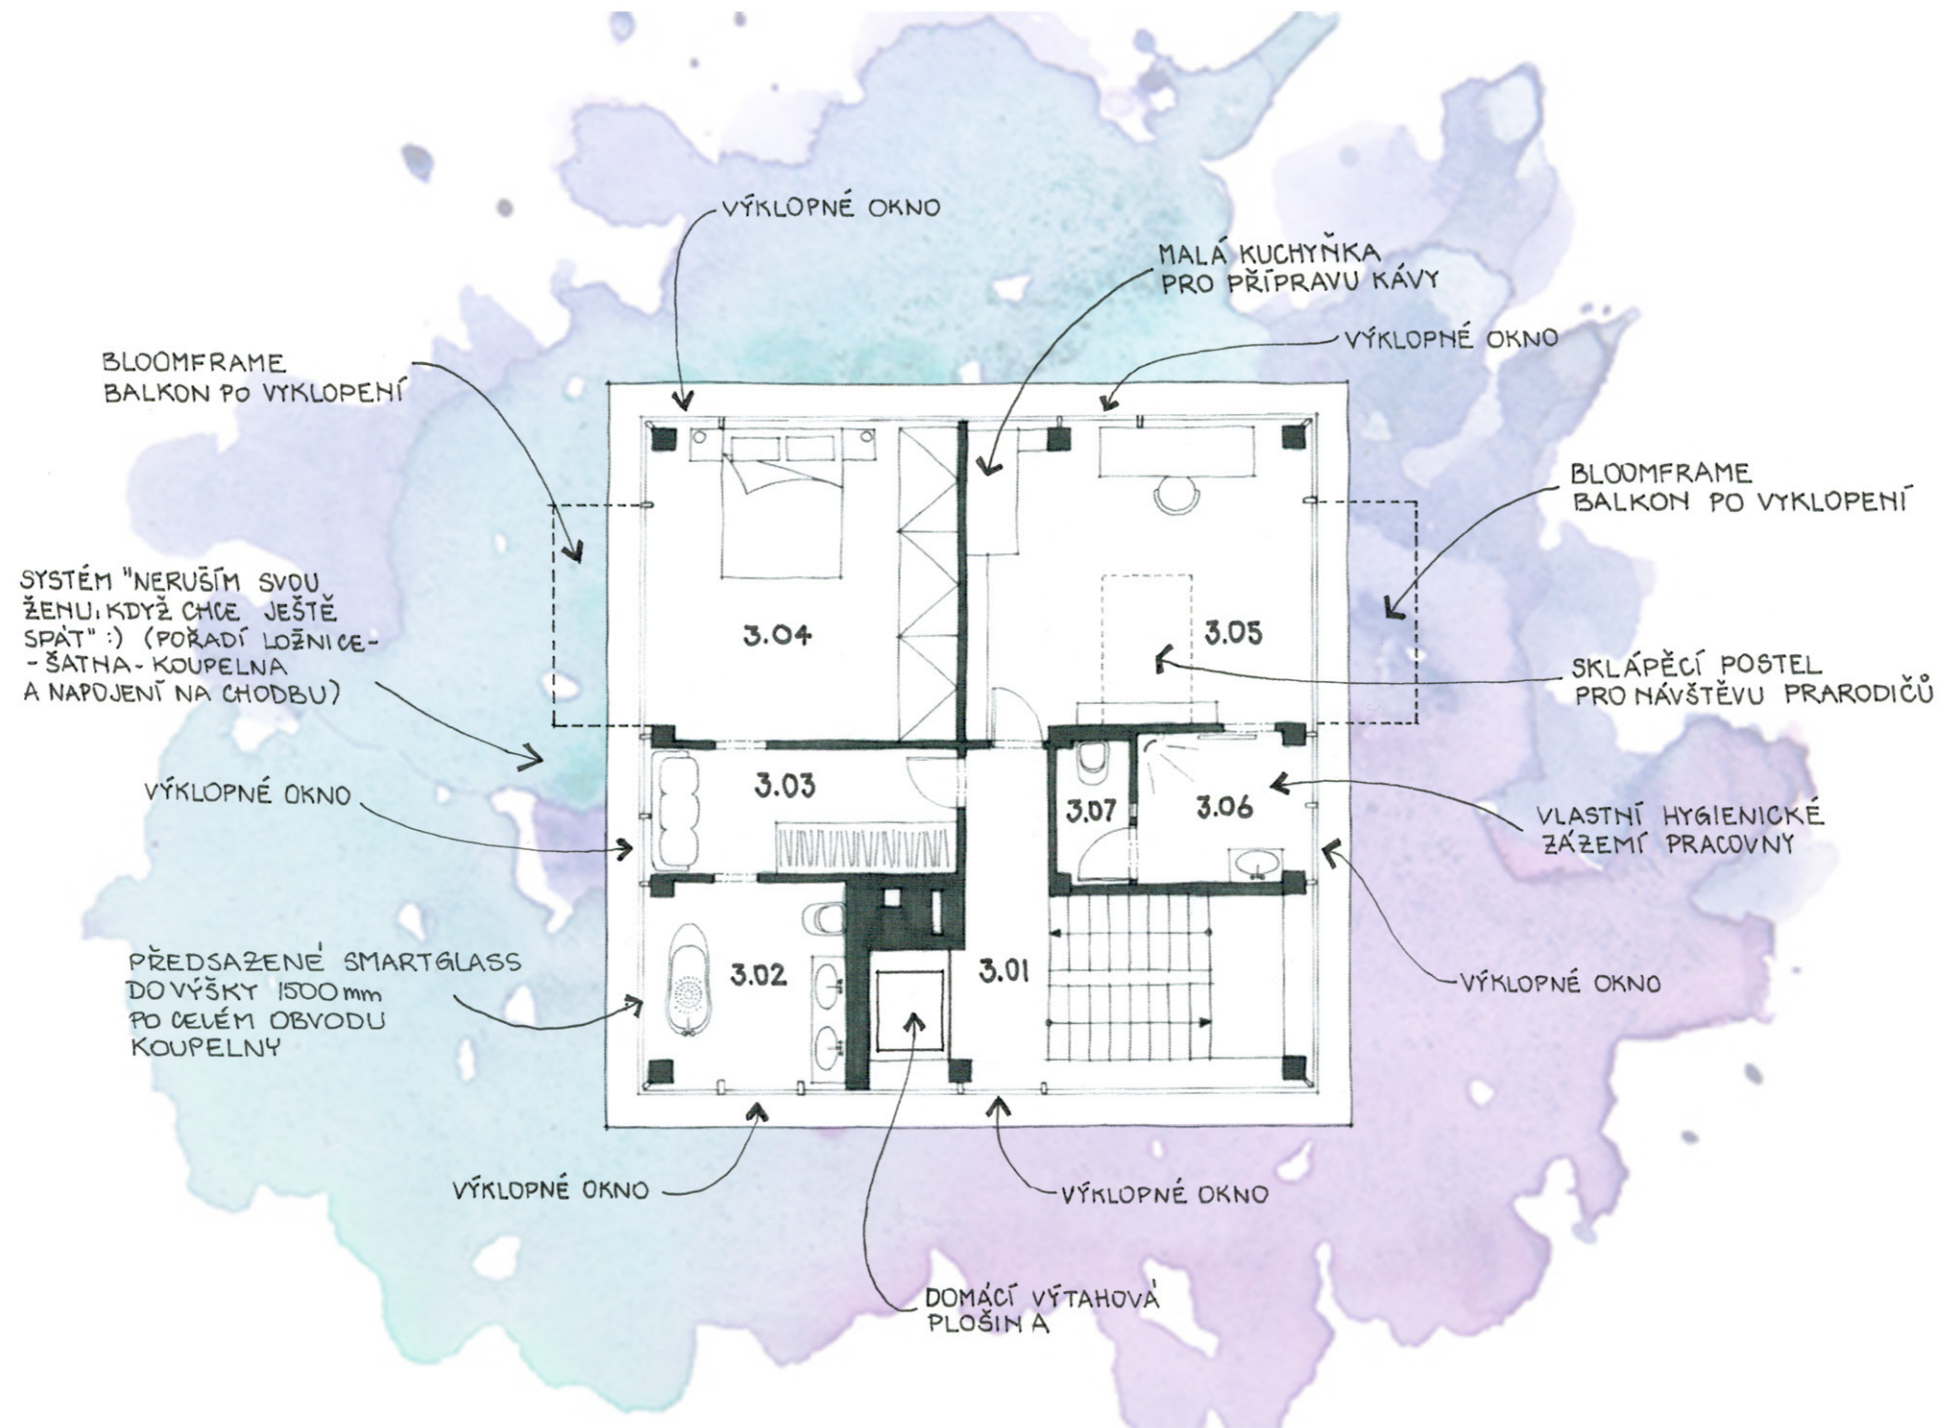 VÝKLOPNÉ OKNO
MALÁ KUCHYŇKA
PRO PŘÍPRAVU KÁVY
VÝKLOPNÉ OKNO
BLOOMFRAME
BALKON PO VYKLOPENÍ
BLOOMFRAME
BALKON PO VYKLOPENÍ
SYSTÉM "NERUŠÍM SVOU
ŽENU, KDYŽ CHCE JEŠTĚ
SPÁT" :) (POŘADÍ LOŽNICE-
-ŠATNA-KOUPELNA
A NAPOJENÍ NA CHODBU)
3.04
3.05
SKLÁPĚCÍ POSTEL
PRO NÁVŠTĚVU PRARODIČŮ
VÝKLOPNÉ OKNO
3.03
3.07
3.06
VLASTNÍ HYGIENICKÉ
ZÁZEMÍ PRACOVNY
PŘEDSAZENÉ SMARTGLASS
DO VÝŠKY 1500mm
PO CELÉM OBVODU
KOUPELNY
3.02
3.01
VÝKLOPNÉ OKNO
VÝKLOPNÉ OKNO
VÝKLOPNÉ OKNO
DOMÁCÍ VÝTAHOVÁ
PLOŠINA